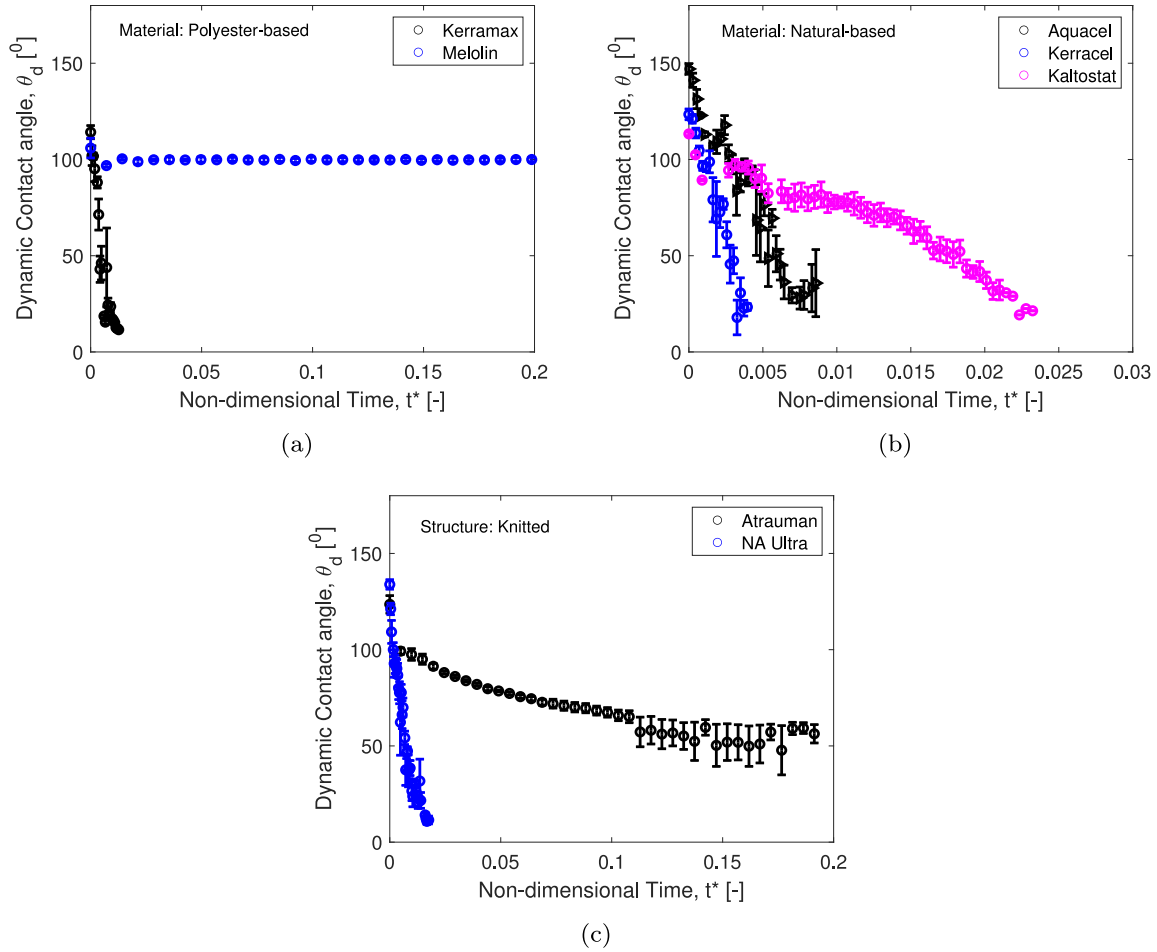 Material: Polyester-based
Kerramax
Melolin
150
100
50
0
Dynamic Contact angle, θ_d [⁰]
0 0.05 0.1 0.15 0.2
Non-dimensional Time, t* [-]
(a)
Material: Natural-based
Aquacel
Kerracel
Kaltostat
150
100
50
0
Dynamic Contact angle, θ_d [⁰]
0 0.005 0.01 0.015 0.02 0.025 0.03
Non-dimensional Time, t* [-]
(b)
Structure: Knitted
Atrauman
NA Ultra
150
100
50
0
Dynamic Contact angle, θ_d [⁰]
0 0.05 0.1 0.15 0.2
Non-dimensional Time, t* [-]
(c)